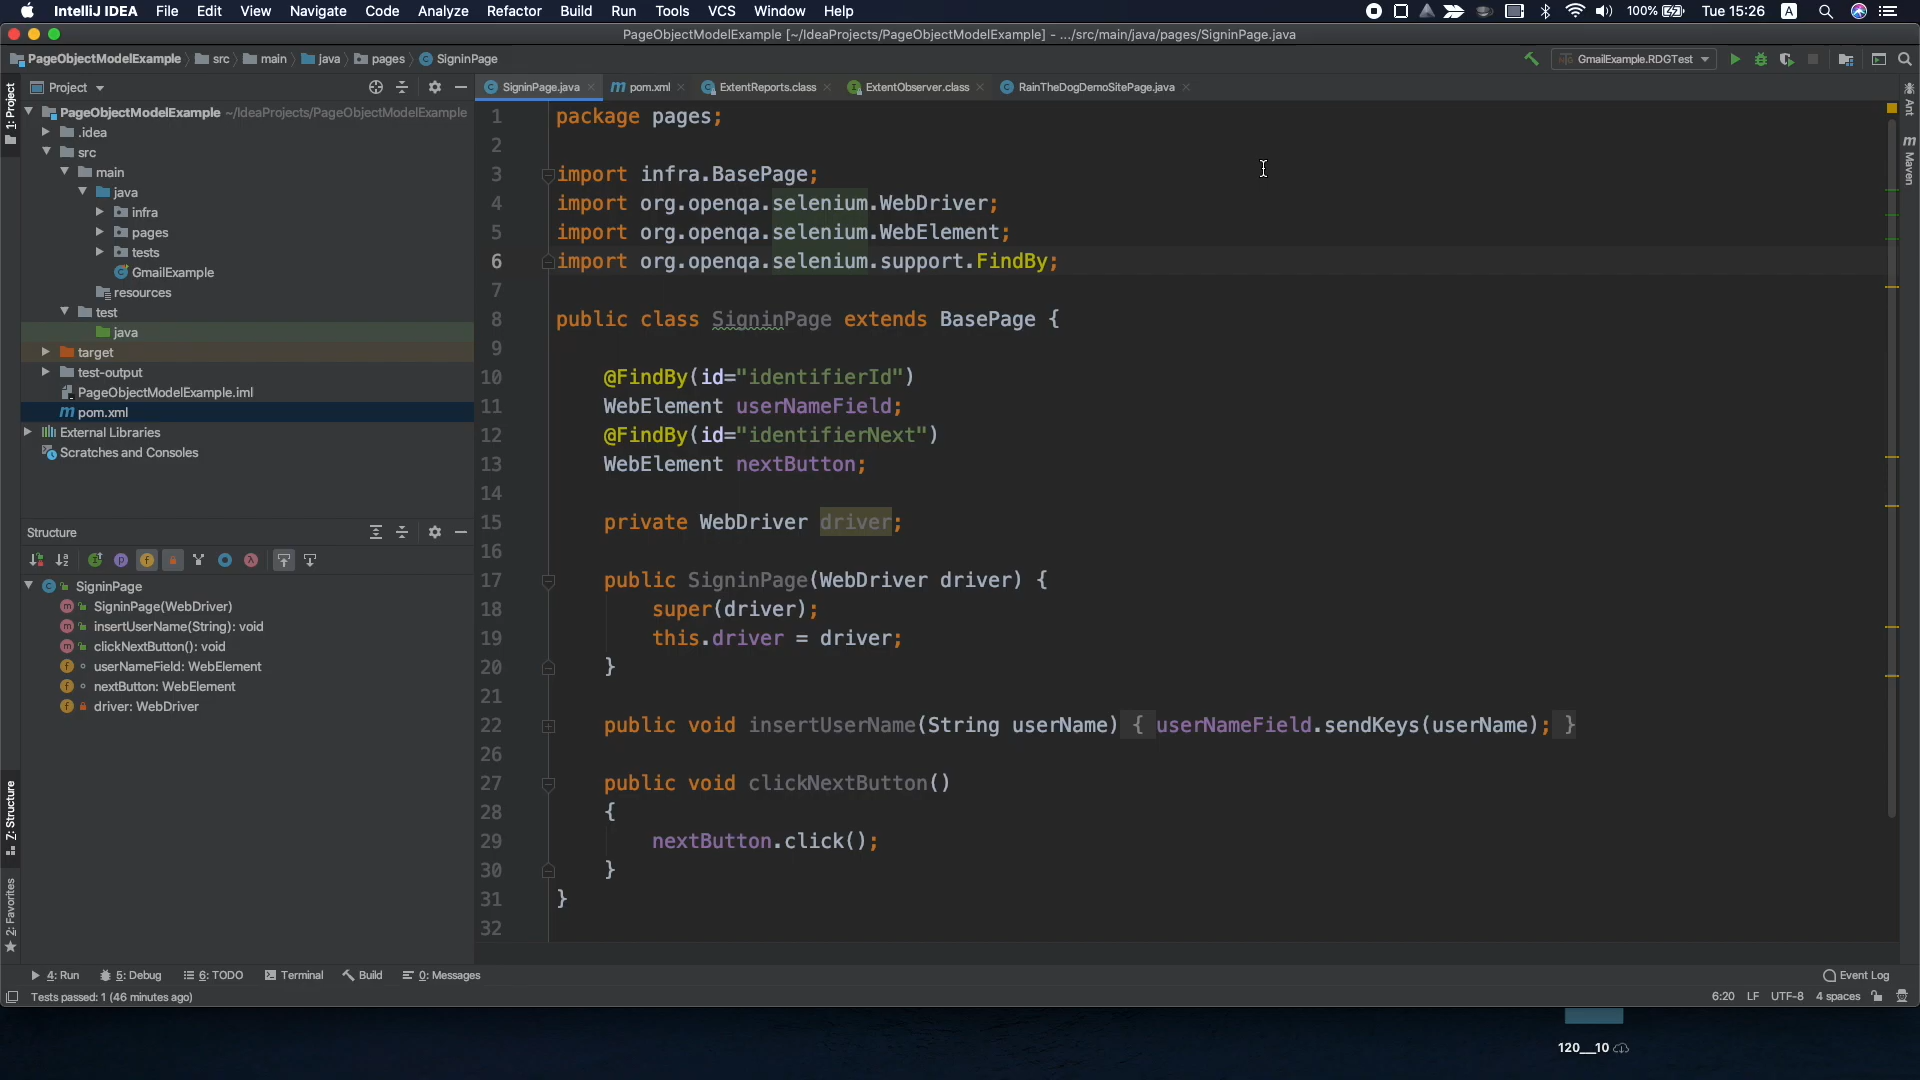 IntelliJ IDEA File Edit View Navigate Code Analyze Refactor Build Run Tools VCS Window Help 100% Tue 15:26 A
PageObjectModelExample [~/IdeaProjects/PageObjectModelExample] - .../src/main/java/pages/SigninPage.java
PageObjectModelExample src main java pages SigninPage GmailExample.RDGTest
Project SigninPage.java pom.xml ExtentReports.class ExtentObserver.class RainTheDogDemoSitePage.java
1: Project
Ant
Maven
PageObjectModelExample ~/IdeaProjects/PageObjectModelExample
.idea
src
main
java
infra
pages
tests
GmailExample
resources
test
java
target
test-output
PageObjectModelExample.iml
pom.xml
External Libraries
Scratches and Consoles
Structure
SigninPage
SigninPage(WebDriver)
insertUserName(String): void
clickNextButton(): void
userNameField: WebElement
nextButton: WebElement
driver: WebDriver
Z: Structure
2: Favorites
1 package pages;
2
3 import infra.BasePage;
4 import org.openqa.selenium.WebDriver;
5 import org.openqa.selenium.WebElement;
6 import org.openqa.selenium.support.FindBy;
7
8 public class SigninPage extends BasePage {
9
10 @FindBy(id="identifierId")
11 WebElement userNameField;
12 @FindBy(id="identifierNext")
13 WebElement nextButton;
14
15 private WebDriver driver;
16
17 public SigninPage(WebDriver driver) {
18 super(driver);
19 this.driver = driver;
20 }
21
22 public void insertUserName(String userName) { userNameField.sendKeys(userName); }
26
27 public void clickNextButton()
28 {
29 nextButton.click();
30 }
31 }
32
4: Run 5: Debug 6: TODO Terminal Build 0: Messages Event Log
Tests passed: 1 (46 minutes ago) 6:20 LF UTF-8 4 spaces
120__10